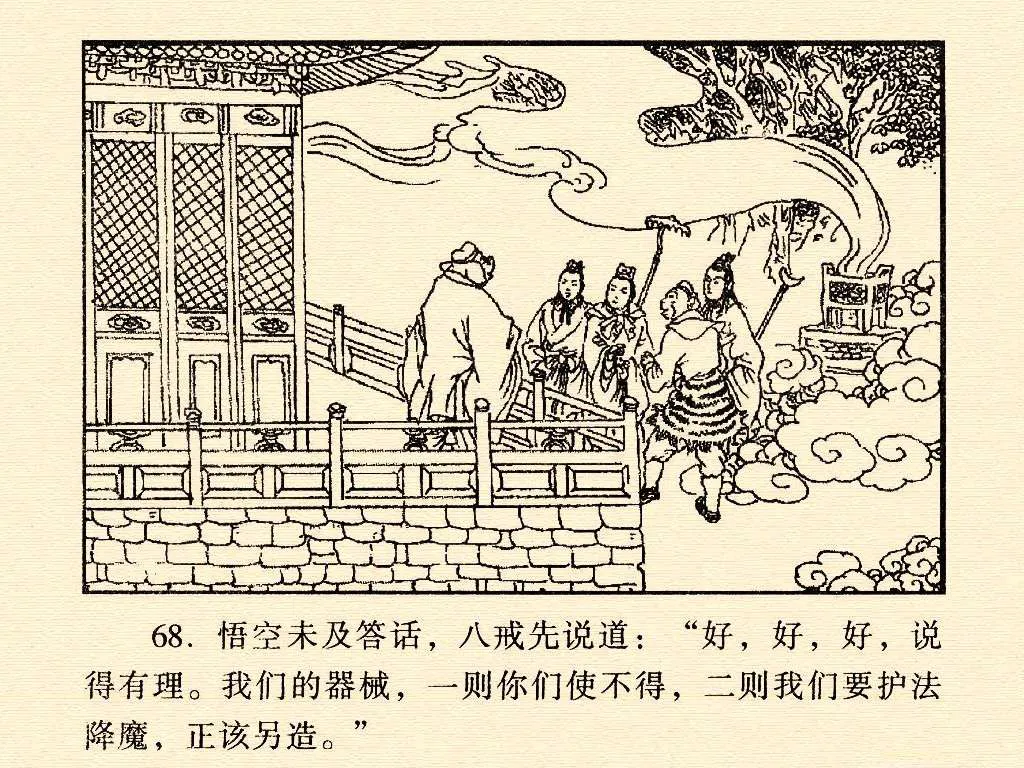 68. 悟空未及答话，八戒先说道：“好，好，好，说
得有理。我们的器械，一则你们使不得，二则我们要护法
降魔，正该另造。”